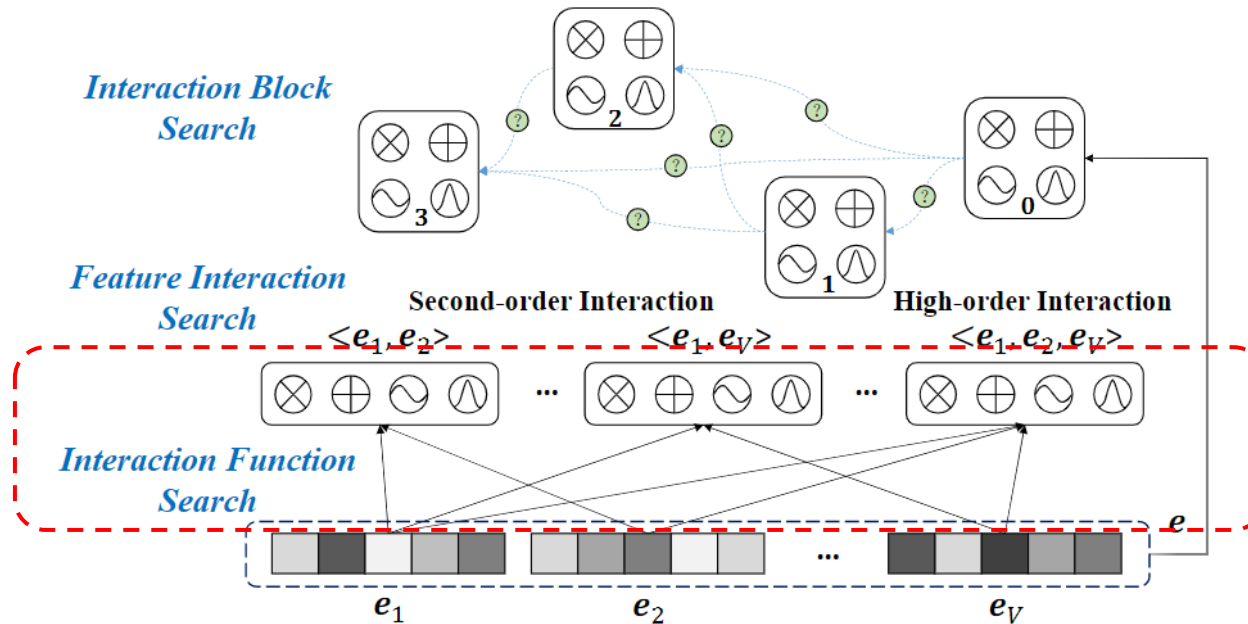 Interaction Block
Search
2
?
?
?
3
?
0
?
?
1
Feature Interaction
Search
Second-order Interaction
High-order Interaction
<e1, e2>
<e1, eV>
<e1, e2, eV>
...
...
Interaction Function
Search
e
...
e1
e2
eV